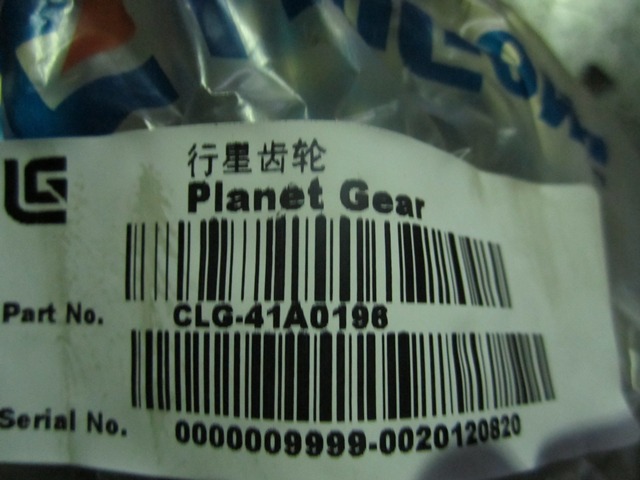 行星齿轮
Planet Gear
Part No. CLG-41A0196
Serial No. 0000009999-0020120820